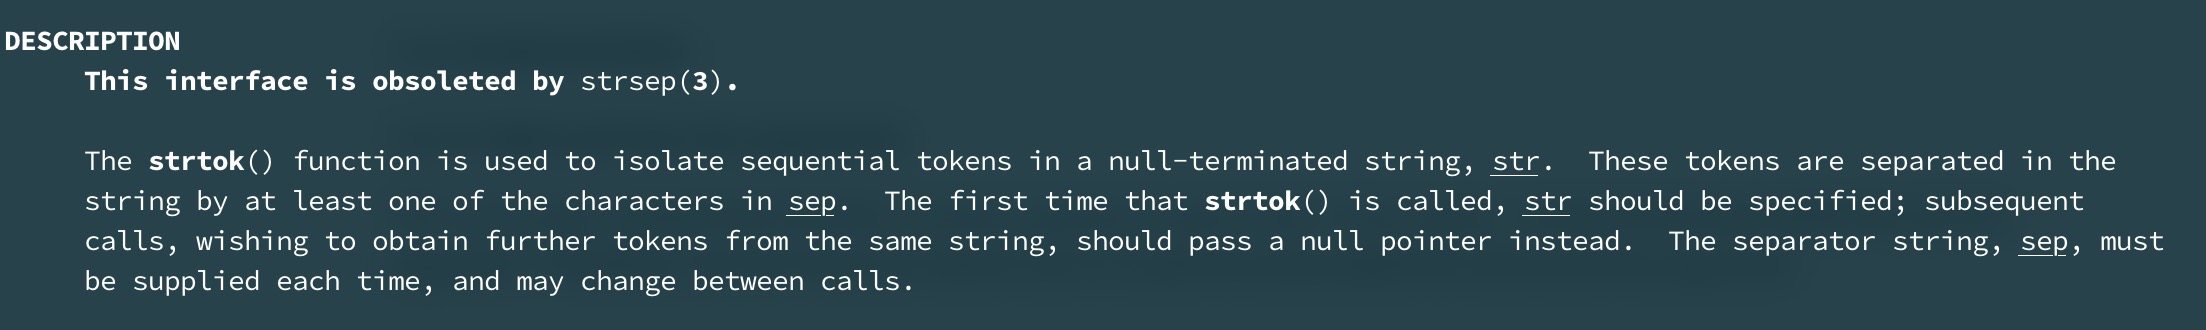 DESCRIPTION
This interface is obsoleted by strsep(3).
The strtok() function is used to isolate sequential tokens in a null-terminated string, str.  These tokens are separated in the
string by at least one of the characters in sep.  The first time that strtok() is called, str should be specified; subsequent
calls, wishing to obtain further tokens from the same string, should pass a null pointer instead.  The separator string, sep, must
be supplied each time, and may change between calls.